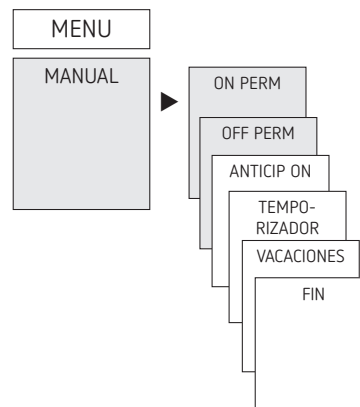 MENU
MANUAL
ON PERM
OFF PERM
ANTICIP ON
TEMPO-
RIZADOR
VACACIONES
FIN